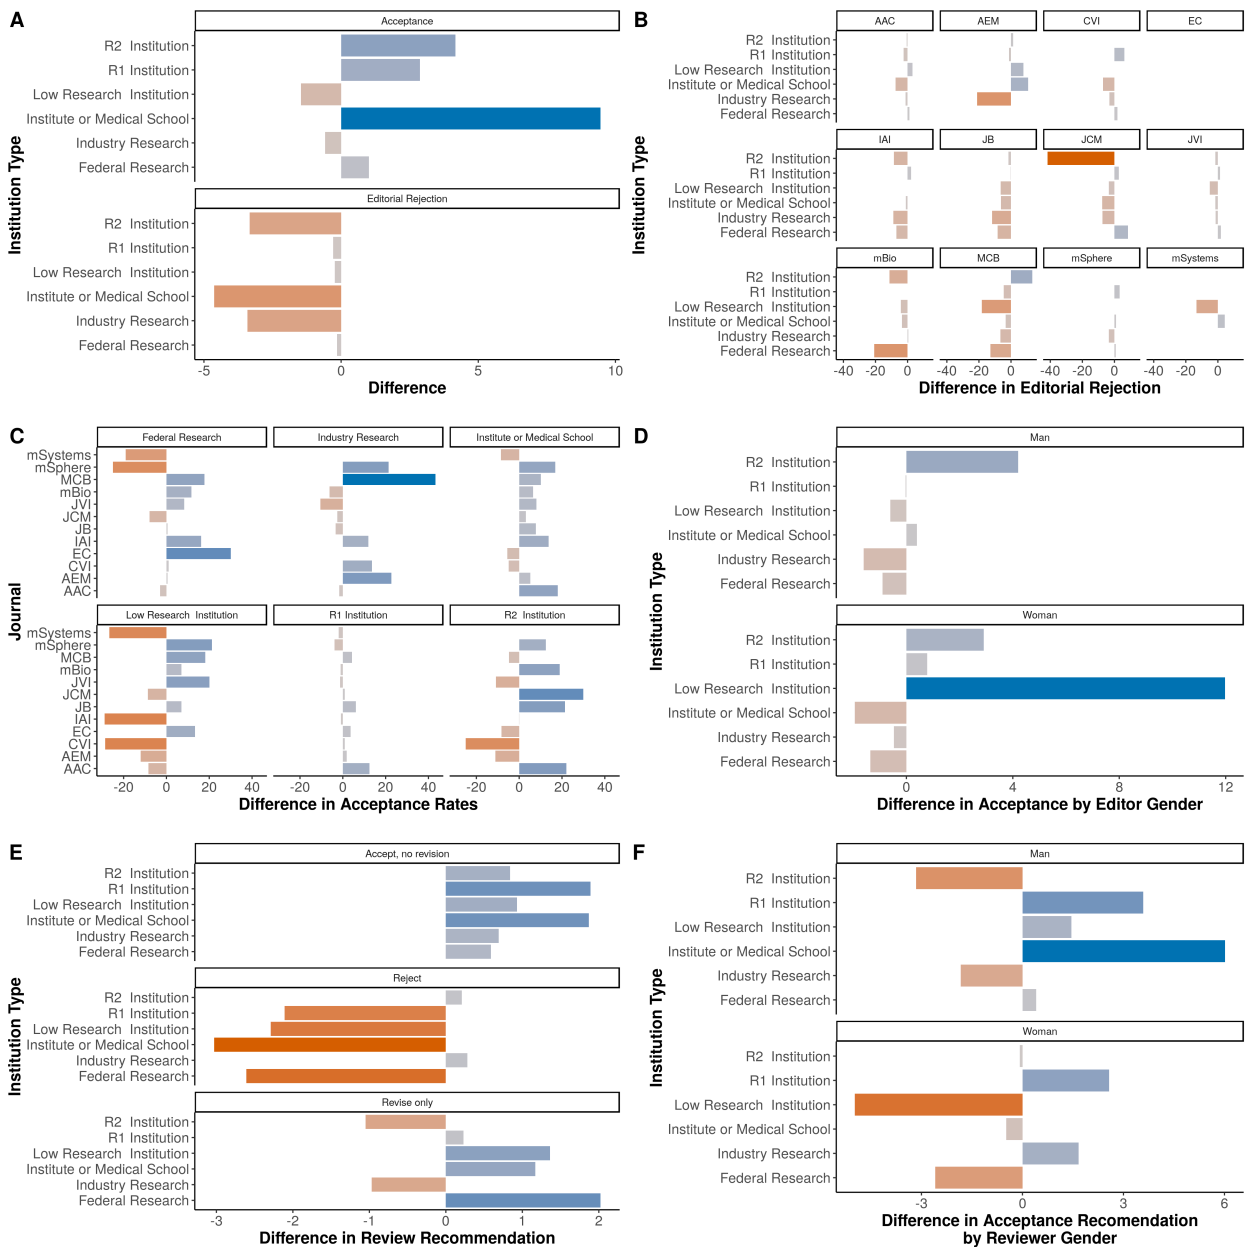 A
Acceptance
R2 Institution
R1 Institution
Low Research Institution
Institute or Medical School
Industry Research
Federal Research
Editorial Rejection
R2 Institution
R1 Institution
Low Research Institution
Institute or Medical School
Industry Research
Federal Research
Institution Type
-5 0 5 10
Difference
B
AAC AEM CVI EC
R2 Institution
R1 Institution
Low Research Institution
Institute or Medical School
Industry Research
Federal Research
IAI JB JCM JVI
R2 Institution
R1 Institution
Low Research Institution
Institute or Medical School
Industry Research
Federal Research
mBio MCB mSphere mSystems
R2 Institution
R1 Institution
Low Research Institution
Institute or Medical School
Industry Research
Federal Research
Institution Type
-40 -20 0 -40 -20 0 -40 -20 0 -40 -20 0
Difference in Editorial Rejection
C
Federal Research Industry Research Institute or Medical School
mSystems
mSphere
MCB
mBio
JVI
JCM
JB
IAI
EC
CVI
AEM
AAC
Low Research Institution R1 Institution R2 Institution
mSystems
mSphere
MCB
mBio
JVI
JCM
JB
IAI
EC
CVI
AEM
AAC
Journal
-20 0 20 40 -20 0 20 40 -20 0 20 40
Difference in Acceptance Rates
D
Man
R2 Institution
R1 Institution
Low Research Institution
Institute or Medical School
Industry Research
Federal Research
Woman
R2 Institution
R1 Institution
Low Research Institution
Institute or Medical School
Industry Research
Federal Research
Institution Type
0 4 8 12
Difference in Acceptance by Editor Gender
E
Accept, no revision
R2 Institution
R1 Institution
Low Research Institution
Institute or Medical School
Industry Research
Federal Research
Reject
R2 Institution
R1 Institution
Low Research Institution
Institute or Medical School
Industry Research
Federal Research
Revise only
R2 Institution
R1 Institution
Low Research Institution
Institute or Medical School
Industry Research
Federal Research
Institution Type
-3 -2 -1 0 1 2
Difference in Review Recommendation
F
Man
R2 Institution
R1 Institution
Low Research Institution
Institute or Medical School
Industry Research
Federal Research
Woman
R2 Institution
R1 Institution
Low Research Institution
Institute or Medical School
Industry Research
Federal Research
Institution Type
-3 0 3 6
Difference in Acceptance Recomendation
by Reviewer Gender